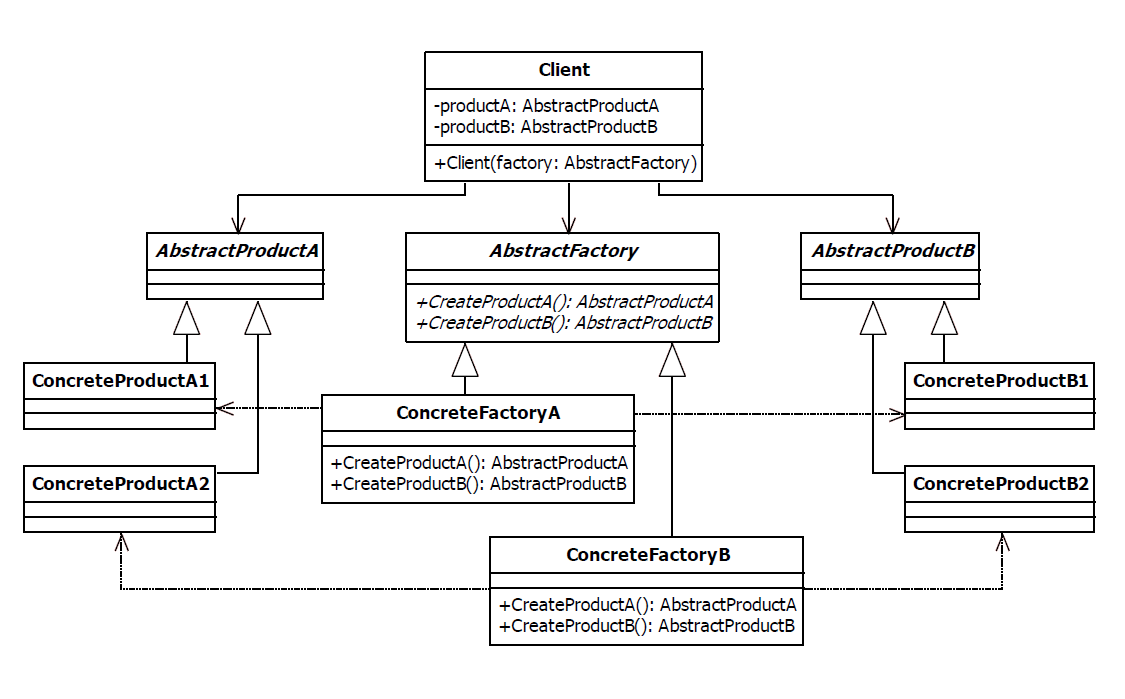 Client
-productA: AbstractProductA
-productB: AbstractProductB
+Client(factory: AbstractFactory)
AbstractProductA
AbstractFactory
+CreateProductA(): AbstractProductA
+CreateProductB(): AbstractProductB
AbstractProductB
ConcreteProductA1
ConcreteProductB1
ConcreteFactoryA
+CreateProductA(): AbstractProductA
+CreateProductB(): AbstractProductB
ConcreteProductA2
ConcreteProductB2
ConcreteFactoryB
+CreateProductA(): AbstractProductA
+CreateProductB(): AbstractProductB